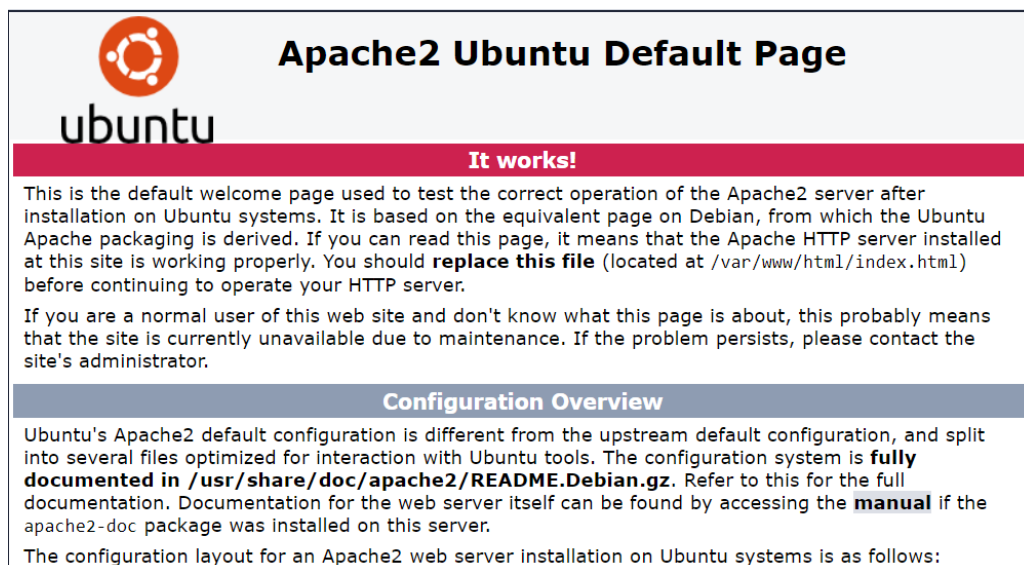 Apache2 Ubuntu Default Page
ubuntu
It works!
This is the default welcome page used to test the correct operation of the Apache2 server after
installation on Ubuntu systems. It is based on the equivalent page on Debian, from which the Ubuntu
Apache packaging is derived. If you can read this page, it means that the Apache HTTP server installed
at this site is working properly. You should replace this file (located at /var/www/html/index.html)
before continuing to operate your HTTP server.
If you are a normal user of this web site and don't know what this page is about, this probably means
that the site is currently unavailable due to maintenance. If the problem persists, please contact the
site's administrator.
Configuration Overview
Ubuntu's Apache2 default configuration is different from the upstream default configuration, and split
into several files optimized for interaction with Ubuntu tools. The configuration system is fully
documented in /usr/share/doc/apache2/README.Debian.gz. Refer to this for the full
documentation. Documentation for the web server itself can be found by accessing the manual if the
apache2-doc package was installed on this server.
The configuration layout for an Apache2 web server installation on Ubuntu systems is as follows: